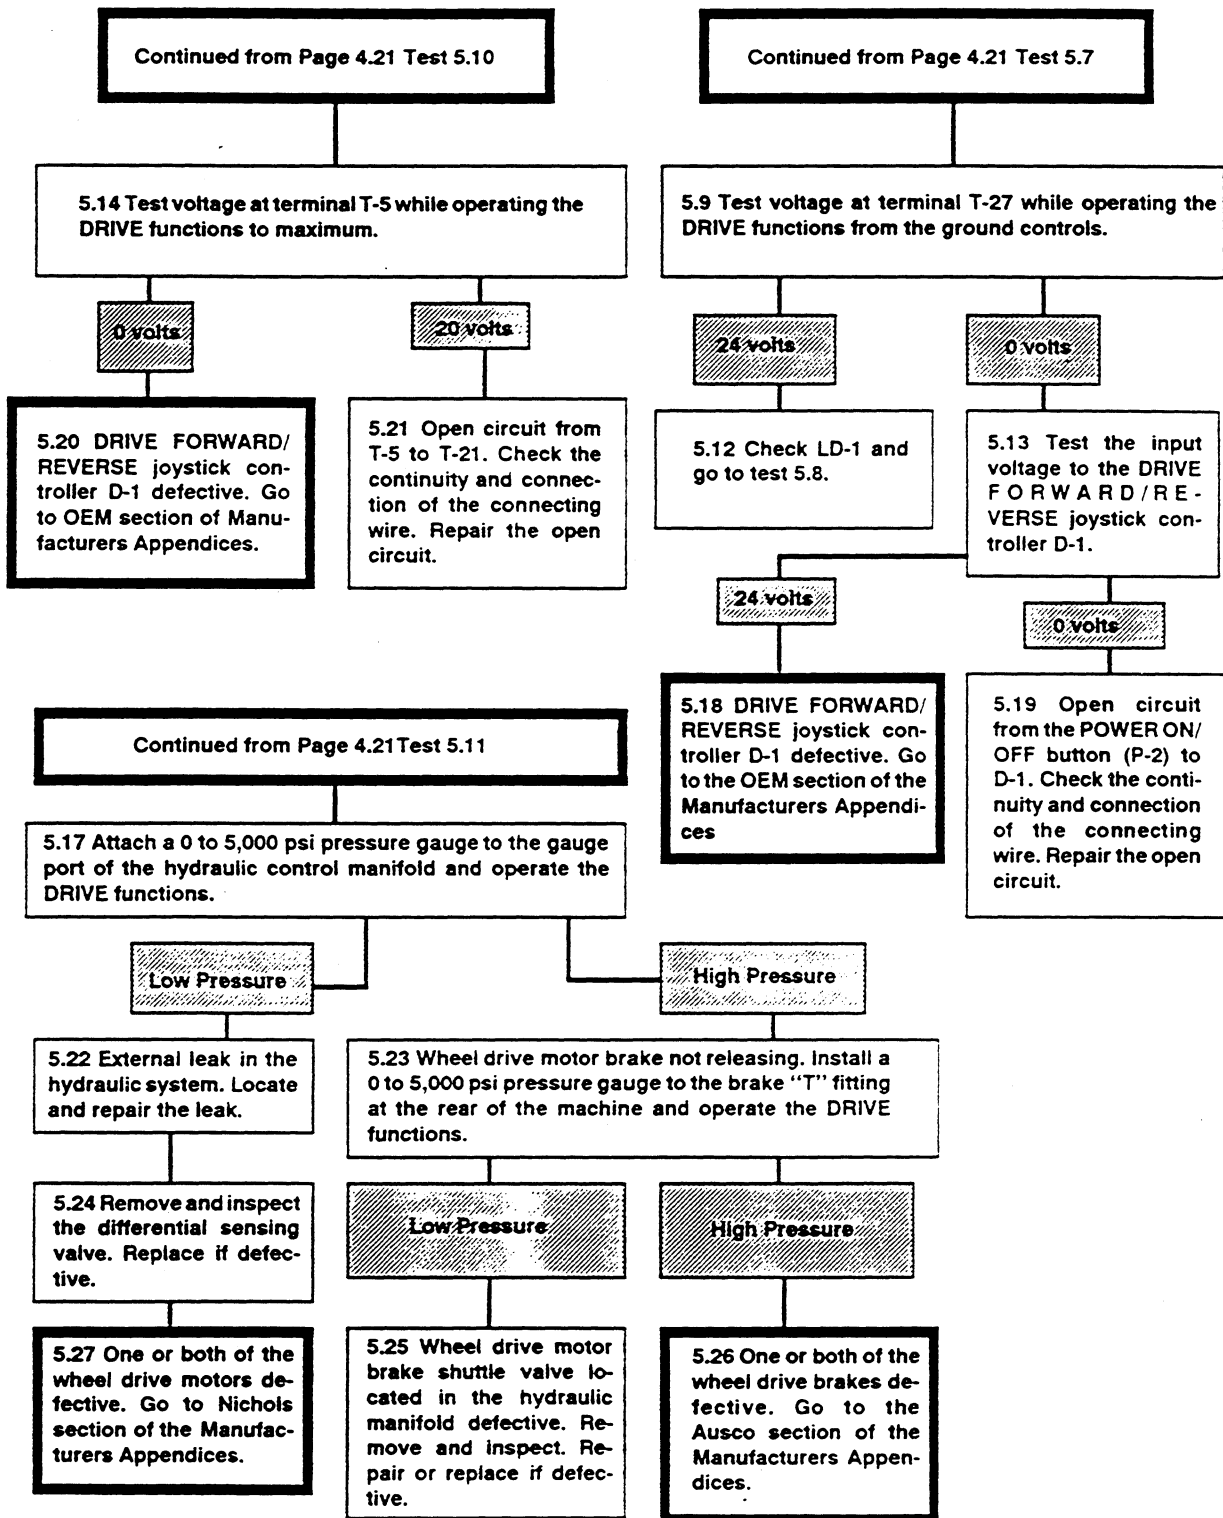 Continued from Page 4.21 Test 5.10
5.14 Test voltage at terminal T-5 while operating the
DRIVE functions to maximum.
0 volts
20 volts
5.20 DRIVE FORWARD/
REVERSE joystick con-
troller D-1 defective. Go
to OEM section of Manu-
facturers Appendices.
5.21 Open circuit from
T-5 to T-21. Check the
continuity and connec-
tion of the connecting
wire. Repair the open
circuit.
Continued from Page 4.21 Test 5.7
5.9 Test voltage at terminal T-27 while operating the
DRIVE functions from the ground controls.
24 volts
0 volts
5.12 Check LD-1 and
go to test 5.8.
5.13 Test the input
voltage to the DRIVE
FORWARD/RE-
VERSE joystick con-
troller D-1.
24 volts
0 volts
5.18 DRIVE FORWARD/
REVERSE joystick con-
troller D-1 defective. Go
to the OEM section of the
Manufacturers Appendi-
ces
5.19 Open circuit
from the POWER ON/
OFF button (P-2) to
D-1. Check the conti-
nuity and connection
of the connecting
wire. Repair the open
circuit.
Continued from Page 4.21 Test 5.11
5.17 Attach a 0 to 5,000 psi pressure gauge to the gauge
port of the hydraulic control manifold and operate the
DRIVE functions.
Low Pressure
High Pressure
5.22 External leak in the
hydraulic system. Locate
and repair the leak.
5.23 Wheel drive motor brake not releasing. Install a
0 to 5,000 psi pressure gauge to the brake "T" fitting
at the rear of the machine and operate the DRIVE
functions.
5.24 Remove and inspect
the differential sensing
valve. Replace if defec-
tive.
Low Pressure
High Pressure
5.27 One or both of the
wheel drive motors de-
fective. Go to Nichols
section of the Manufac-
turers Appendices.
5.25 Wheel drive motor
brake shuttle valve lo-
cated in the hydraulic
manifold defective. Re-
move and inspect. Re-
pair or replace if defec-
tive.
5.26 One or both of the
wheel drive brakes de-
fective. Go to the
Ausco section of the
Manufacturers Appen-
dices.